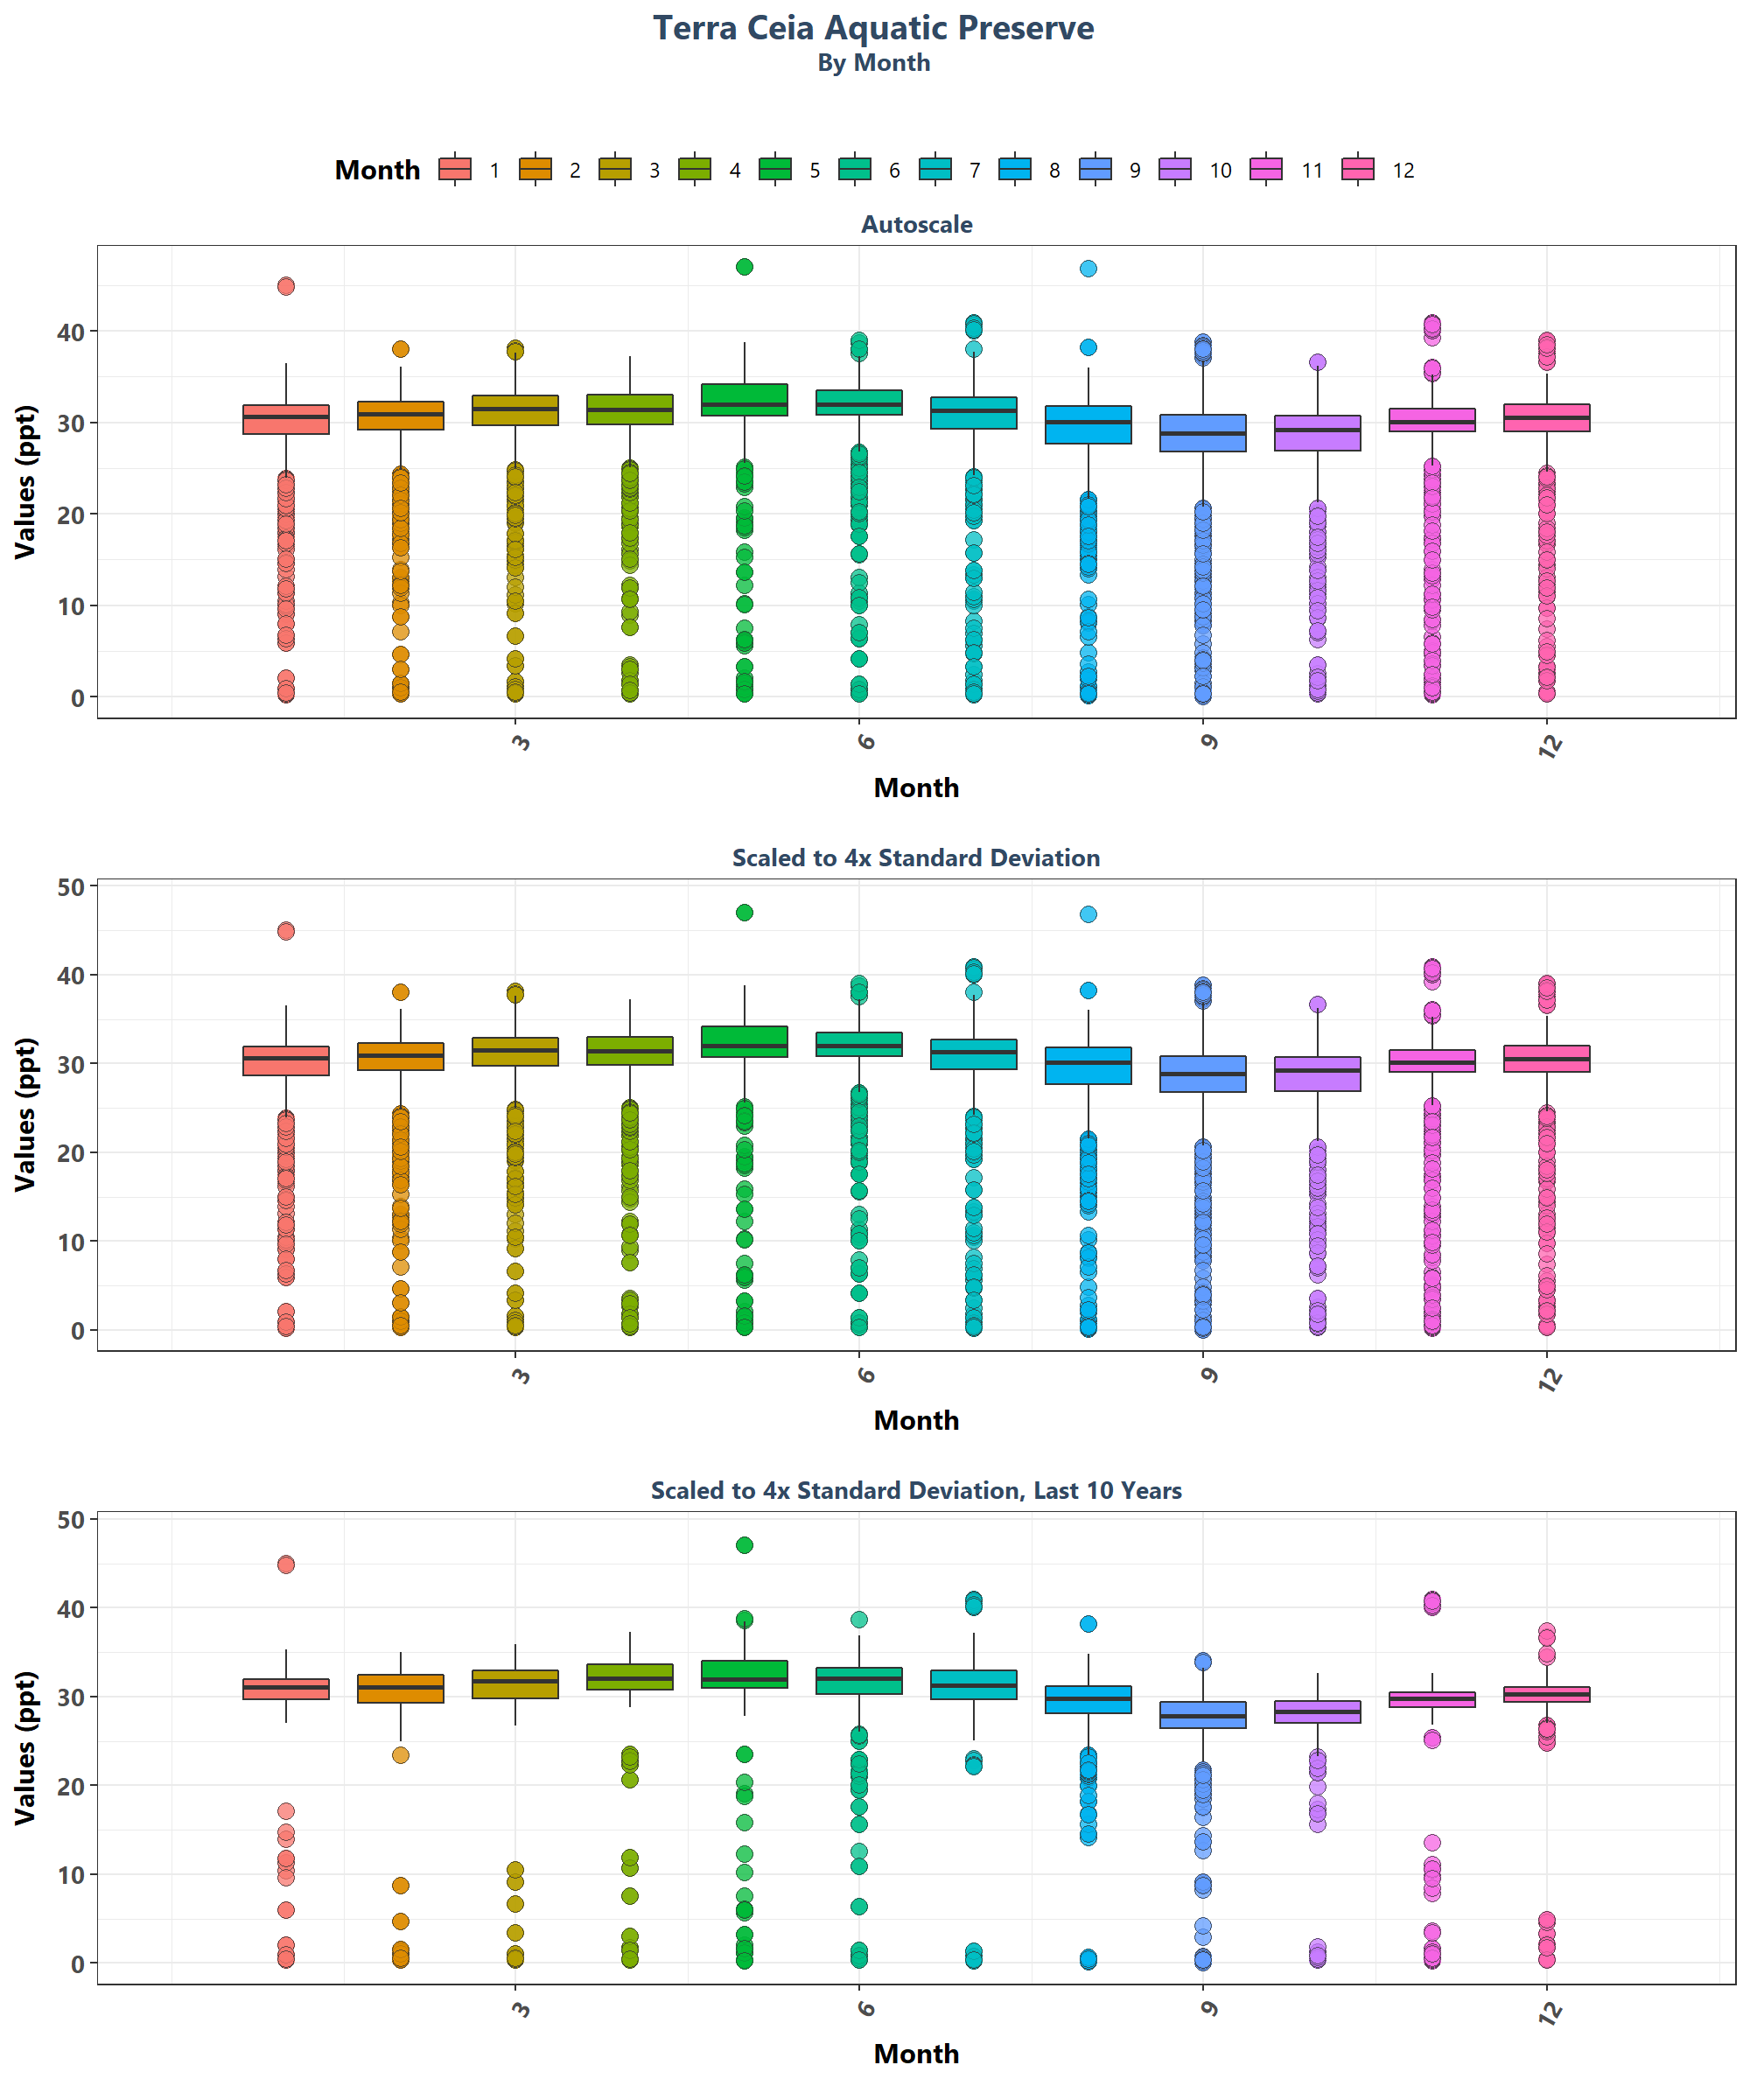 Terra Ceia Aquatic Preserve
By Month
Month 1 2 3 4 5 6 7 8 9 10 11 12
Autoscale
Values (ppt)
40
30
20
10
0
3 6 9 12
Month
Scaled to 4x Standard Deviation
Values (ppt)
50
40
30
20
10
0
3 6 9 12
Month
Scaled to 4x Standard Deviation, Last 10 Years
Values (ppt)
50
40
30
20
10
0
3 6 9 12
Month